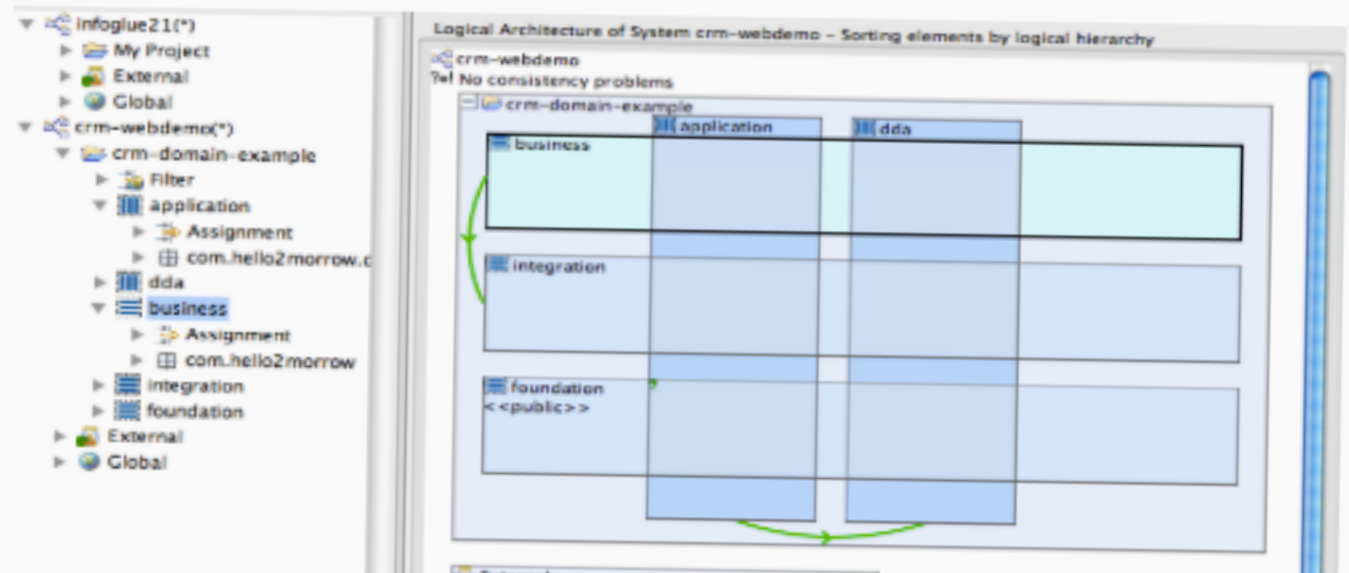 infoglue21(*)
My Project
External
Global
crm-webdemo(*)
crm-domain-example
Filter
application
Assignment
com.hello2morrow.c
dda
business
Assignment
com.hello2morrow
integration
foundation
External
Global
Logical Architecture of System crm-webdemo - Sorting elements by logical hierarchy
crm-webdemo
?=! No consistency problems
crm-domain-example
application
dda
business
integration
foundation
<<public>>